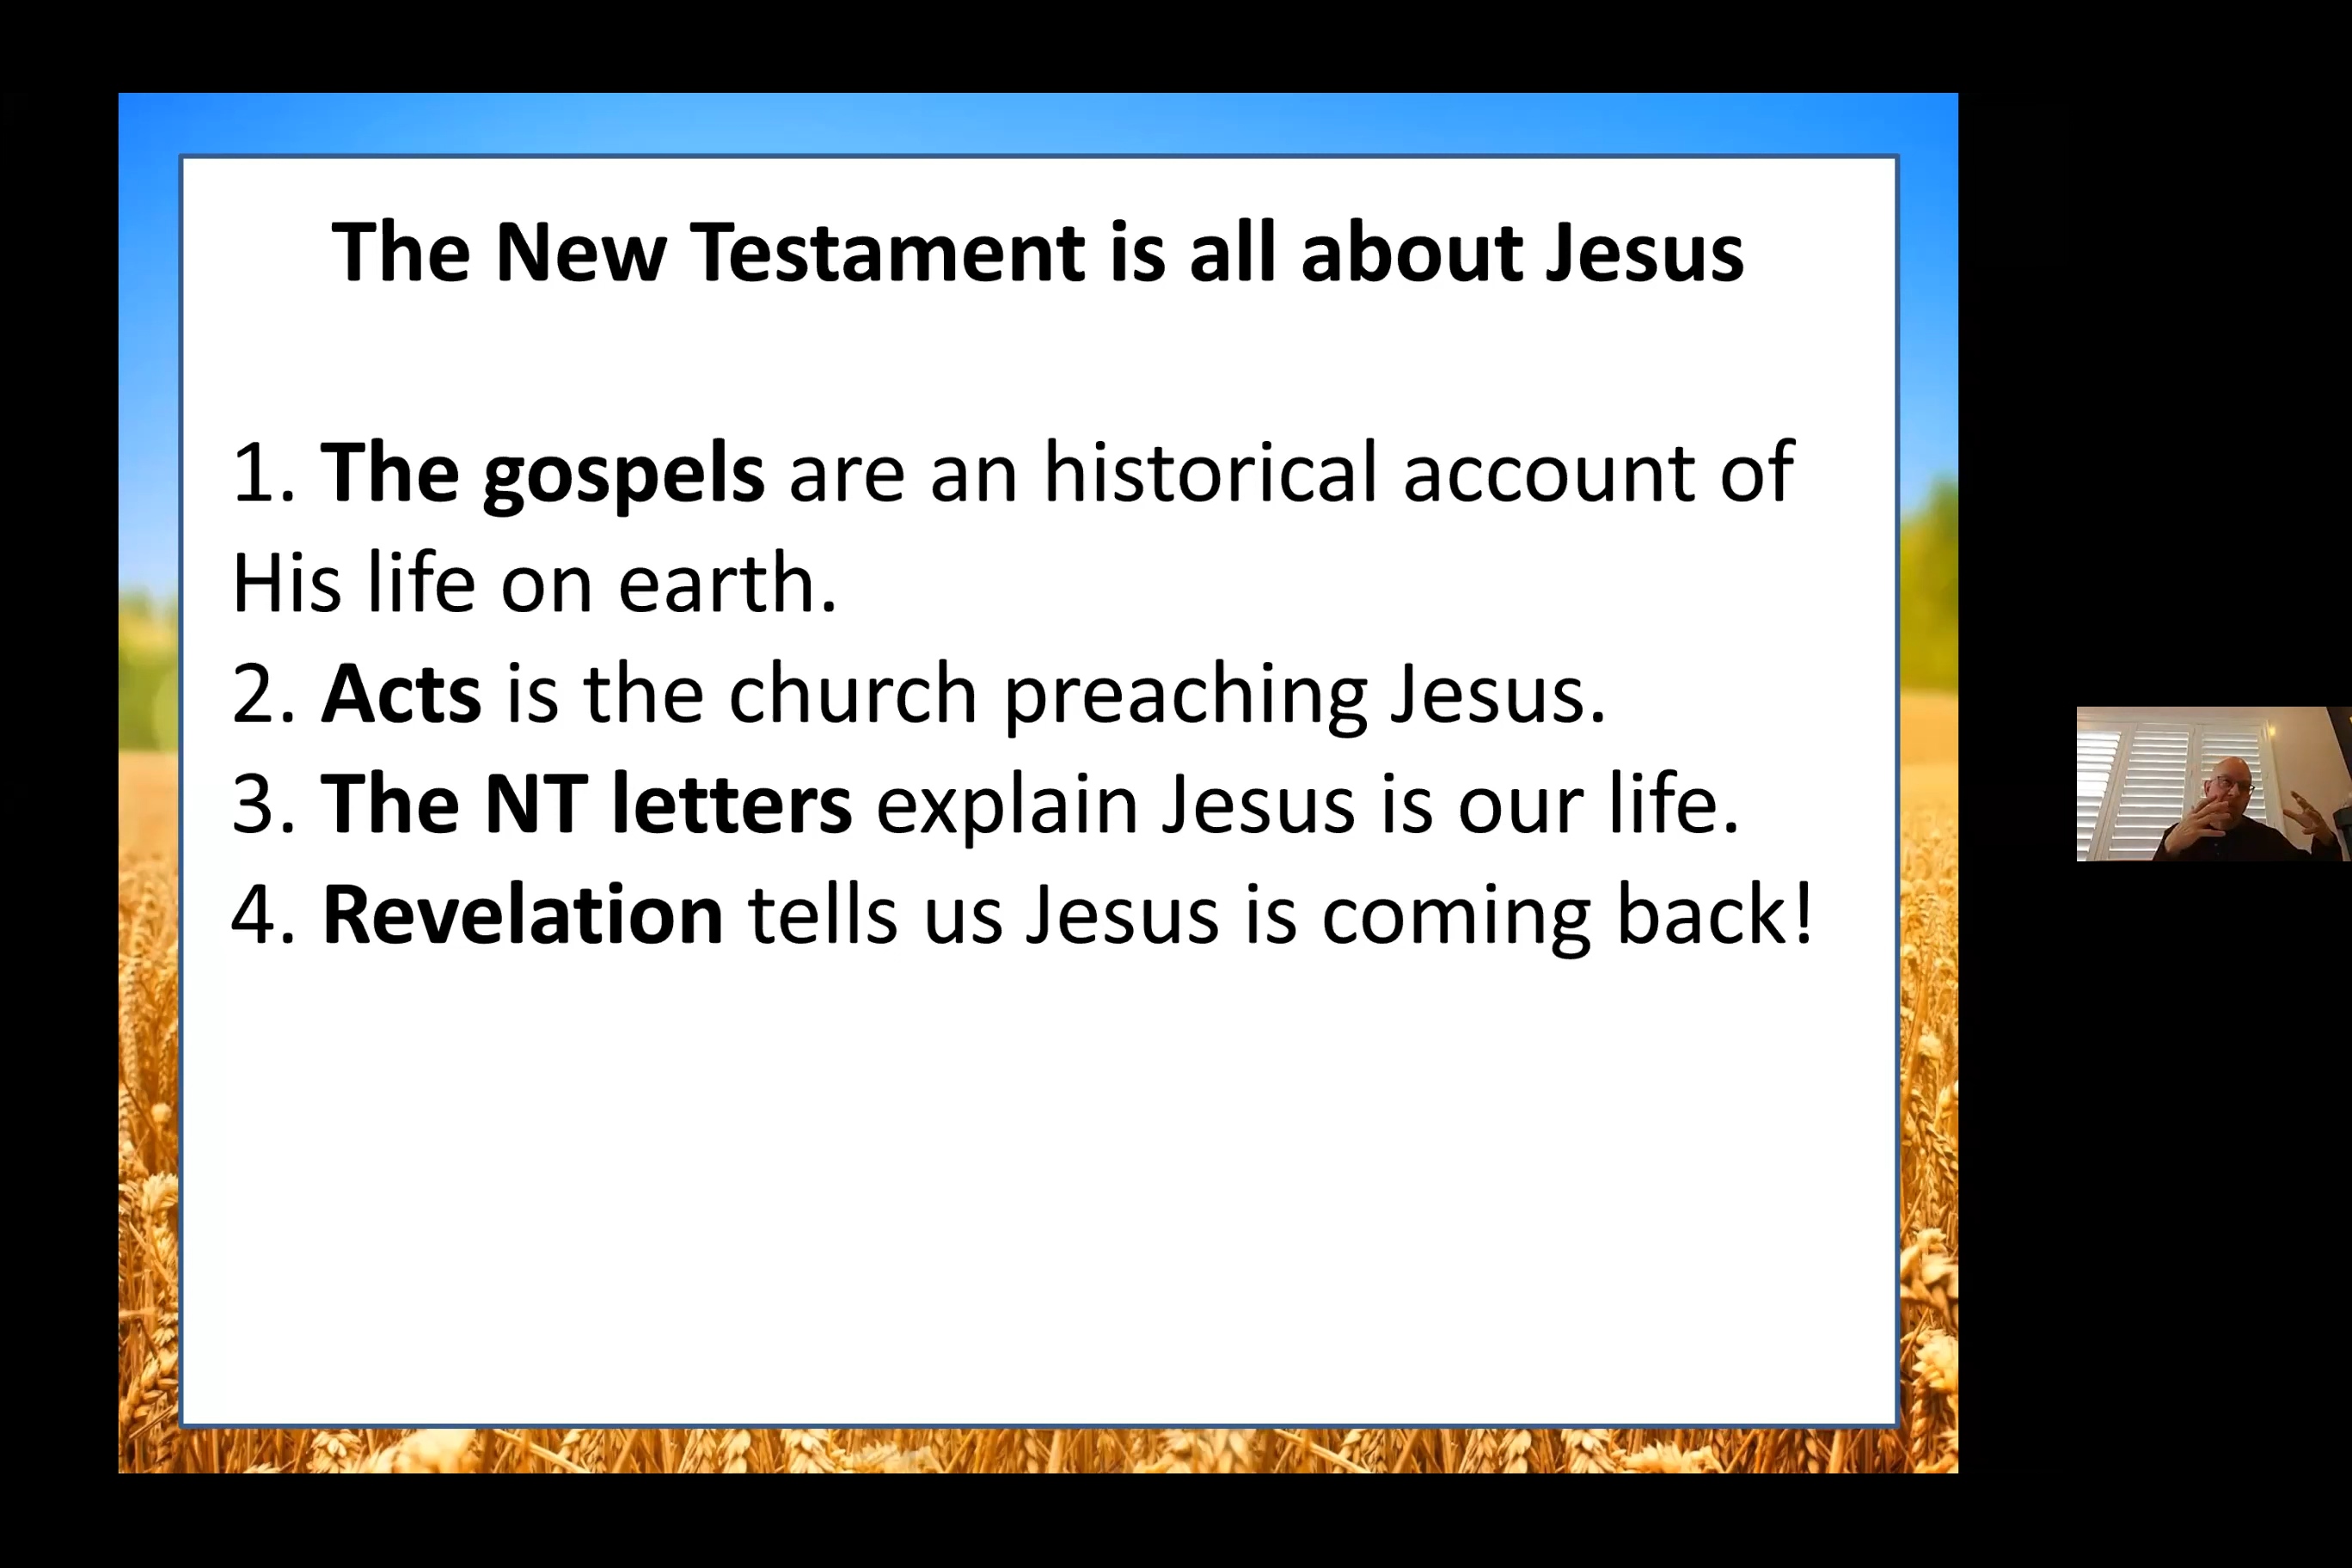 The New Testament is all about Jesus
1. The gospels are an historical account of
His life on earth.
2. Acts is the church preaching Jesus.
3. The NT letters explain Jesus is our life.
4. Revelation tells us Jesus is coming back!